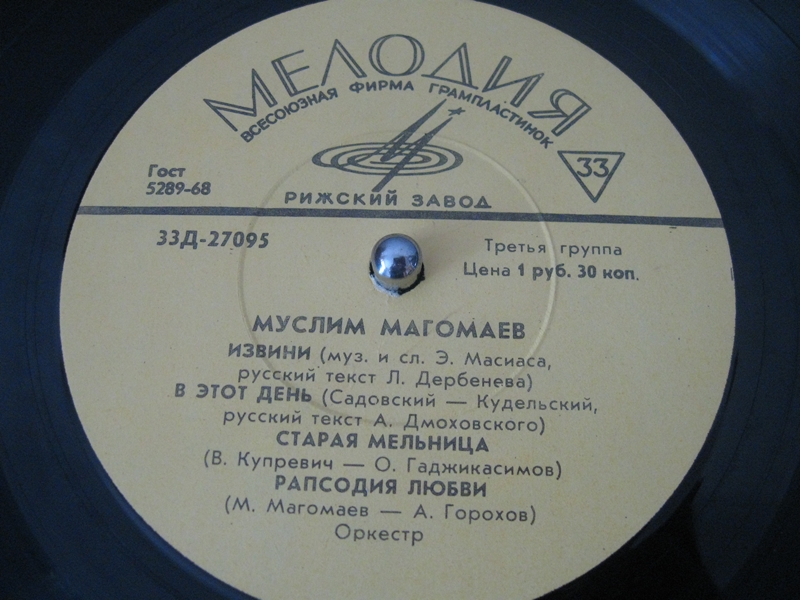 МЕЛОДИЯ
ВСЕСОЮЗНАЯ ФИРМА ГРАМПЛАСТИНОК
33
РИЖСКИЙ ЗАВОД
Гост
5289-68
33Д-27095
Третья группа
Цена 1 руб. 30 коп.
МУСЛИМ МАГОМАЕВ
ИЗВИНИ (муз. и сл. Э. Масиаса,
русский текст Л. Дербенева)
В ЭТОТ ДЕНЬ (Садовский — Кудельский,
русский текст А. Дмоховского)
СТАРАЯ МЕЛЬНИЦА
(В. Купревич — О. Гаджикасимов)
РАПСОДИЯ ЛЮБВИ
(М. Магомаев — А. Горохов)
Оркестр